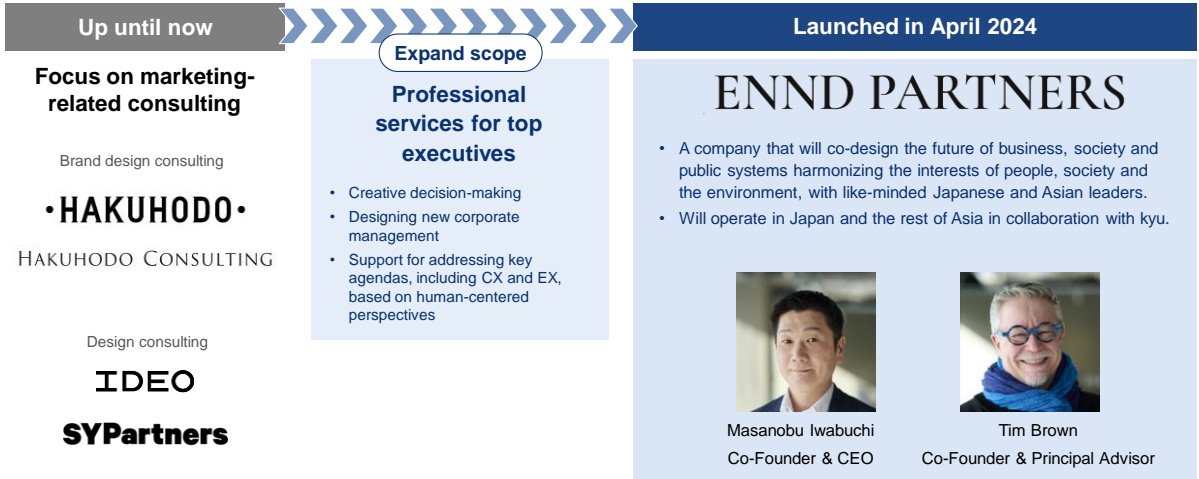 Up until now
Focus on marketing-
related consulting
Brand design consulting
·HAKUHODO·
HAKUHODO CONSULTING
Design consulting
IDEO
SYPartners
Expand scope
Professional
services for top
executives
• Creative decision-making
• Designing new corporate
management
• Support for addressing key
agendas, including CX and EX,
based on human-centered
perspectives
Launched in April 2024
ENND PARTNERS
• A company that will co-design the future of business, society and
public systems harmonizing the interests of people, society and
the environment, with like-minded Japanese and Asian leaders.
• Will operate in Japan and the rest of Asia in collaboration with kyu.
Masanobu Iwabuchi
Co-Founder & CEO
Tim Brown
Co-Founder & Principal Advisor